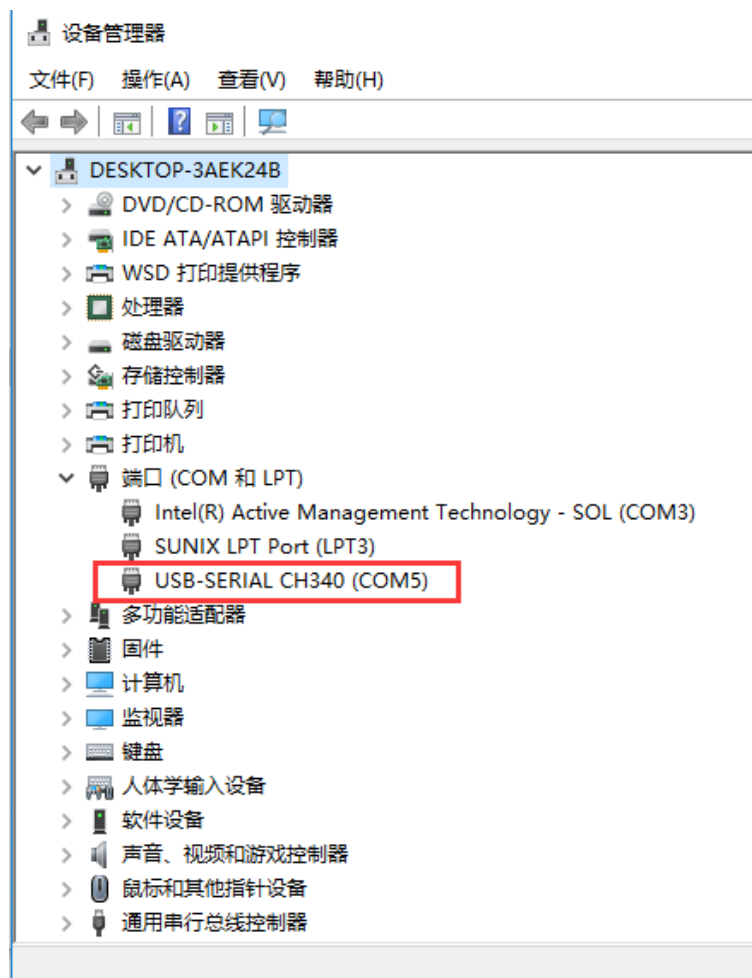 设备管理器
文件(F) 操作(A) 查看(V) 帮助(H)
DESKTOP-3AEK24B
DVD/CD-ROM 驱动器
IDE ATA/ATAPI 控制器
WSD 打印提供程序
处理器
磁盘驱动器
存储控制器
打印队列
打印机
端口 (COM 和 LPT)
Intel(R) Active Management Technology - SOL (COM3)
SUNIX LPT Port (LPT3)
USB-SERIAL CH340 (COM5)
多功能适配器
固件
计算机
监视器
键盘
人体学输入设备
软件设备
声音、视频和游戏控制器
鼠标和其他指针设备
通用串行总线控制器